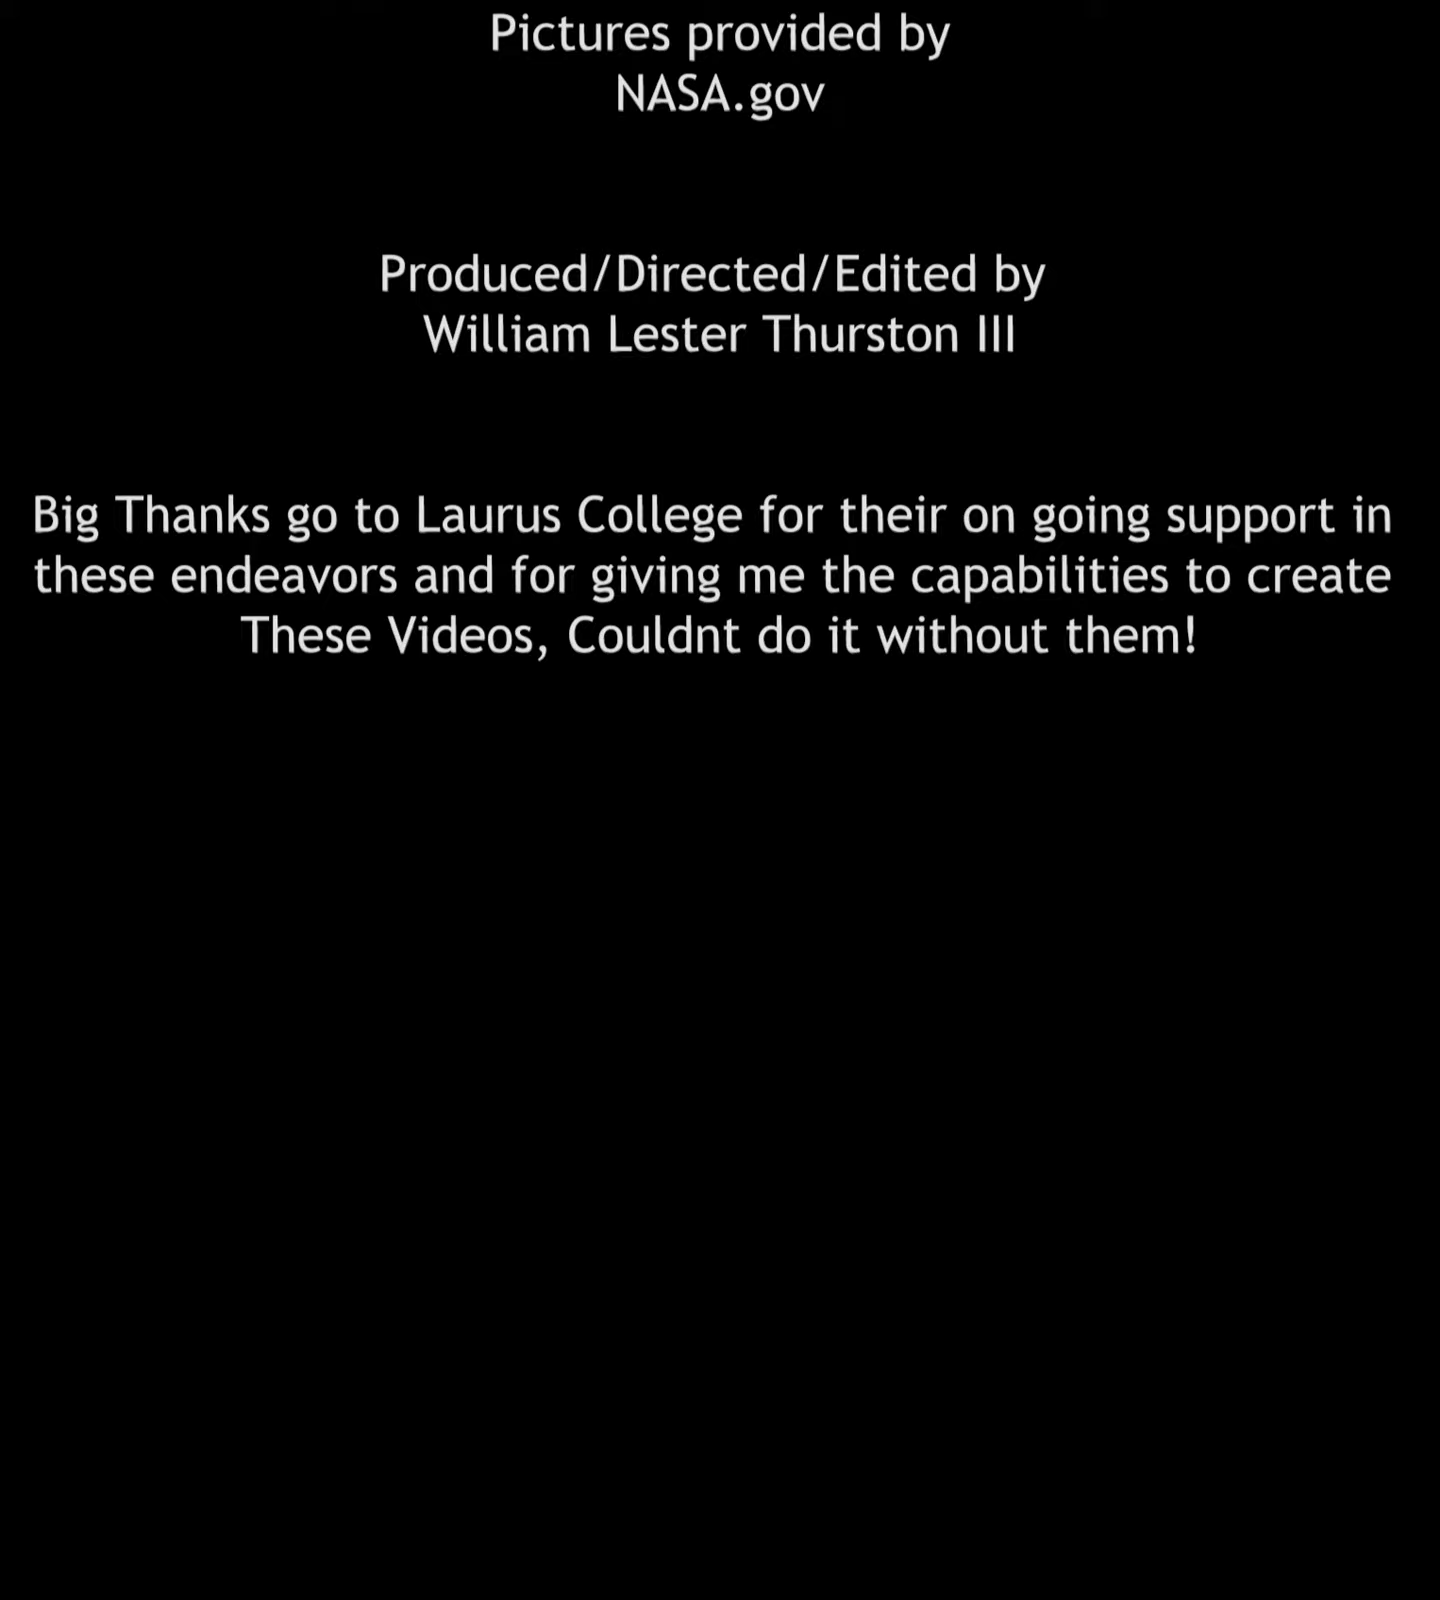 Pictures provided by
NASA.gov
Produced/Directed/Edited by
William Lester Thurston III
Big Thanks go to Laurus College for their on going support in
these endeavors and for giving me the capabilities to create
These Videos, Couldnt do it without them!